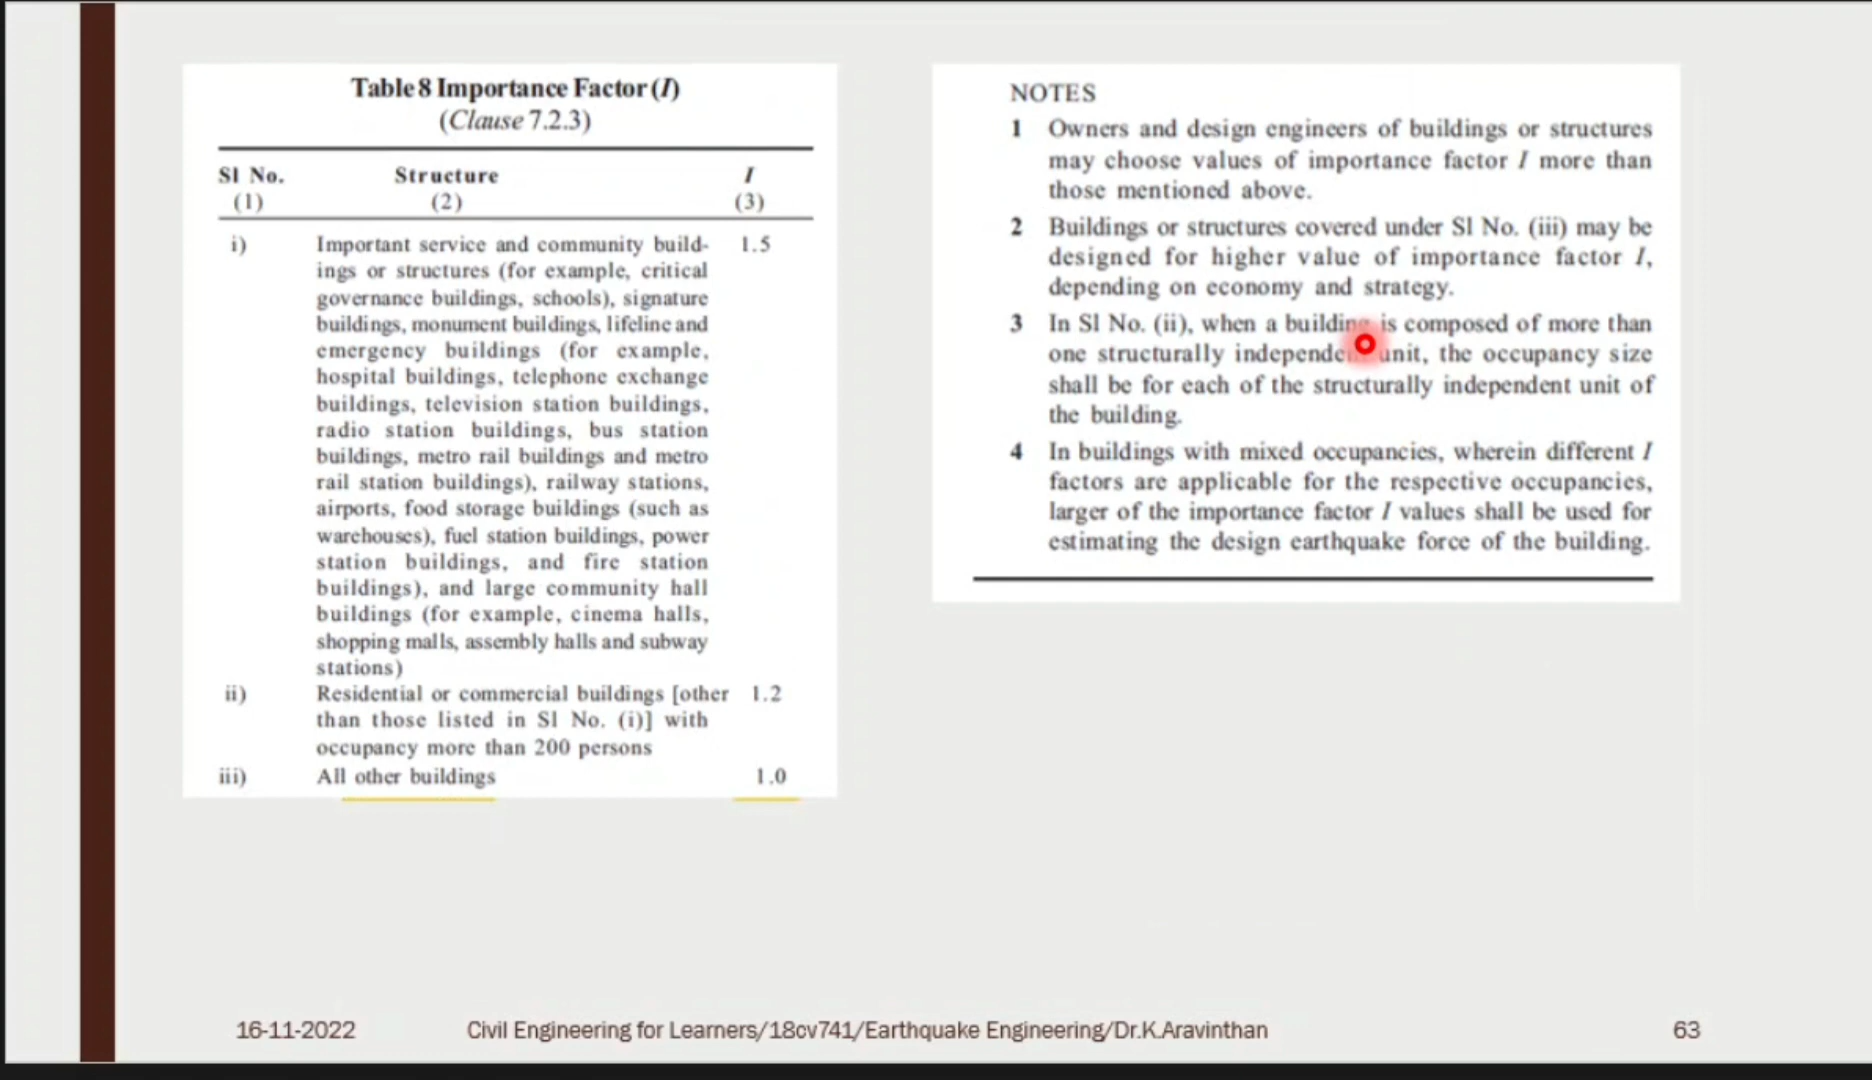 Table 8 Importance Factor (I)
(Clause 7.2.3)
Sl No. Structure I
(1) (2) (3)
i) Important service and community build- 1.5
ings or structures (for example, critical
governance buildings, schools), signature
buildings, monument buildings, lifeline and
emergency buildings (for example,
hospital buildings, telephone exchange
buildings, television station buildings,
radio station buildings, bus station
buildings, metro rail buildings and metro
rail station buildings), railway stations,
airports, food storage buildings (such as
warehouses), fuel station buildings, power
station buildings, and fire station
buildings), and large community hall
buildings (for example, cinema halls,
shopping malls, assembly halls and subway
stations)
ii) Residential or commercial buildings [other 1.2
than those listed in Sl No. (i)] with
occupancy more than 200 persons
iii) All other buildings 1.0
NOTES
1 Owners and design engineers of buildings or structures
may choose values of importance factor I more than
those mentioned above.
2 Buildings or structures covered under Sl No. (iii) may be
designed for higher value of importance factor I,
depending on economy and strategy.
3 In Sl No. (ii), when a building is composed of more than
one structurally independent unit, the occupancy size
shall be for each of the structurally independent unit of
the building.
4 In buildings with mixed occupancies, wherein different I
factors are applicable for the respective occupancies,
larger of the importance factor I values shall be used for
estimating the design earthquake force of the building.
16-11-2022 Civil Engineering for Learners/18cv741/Earthquake Engineering/Dr.K.Aravinthan 63